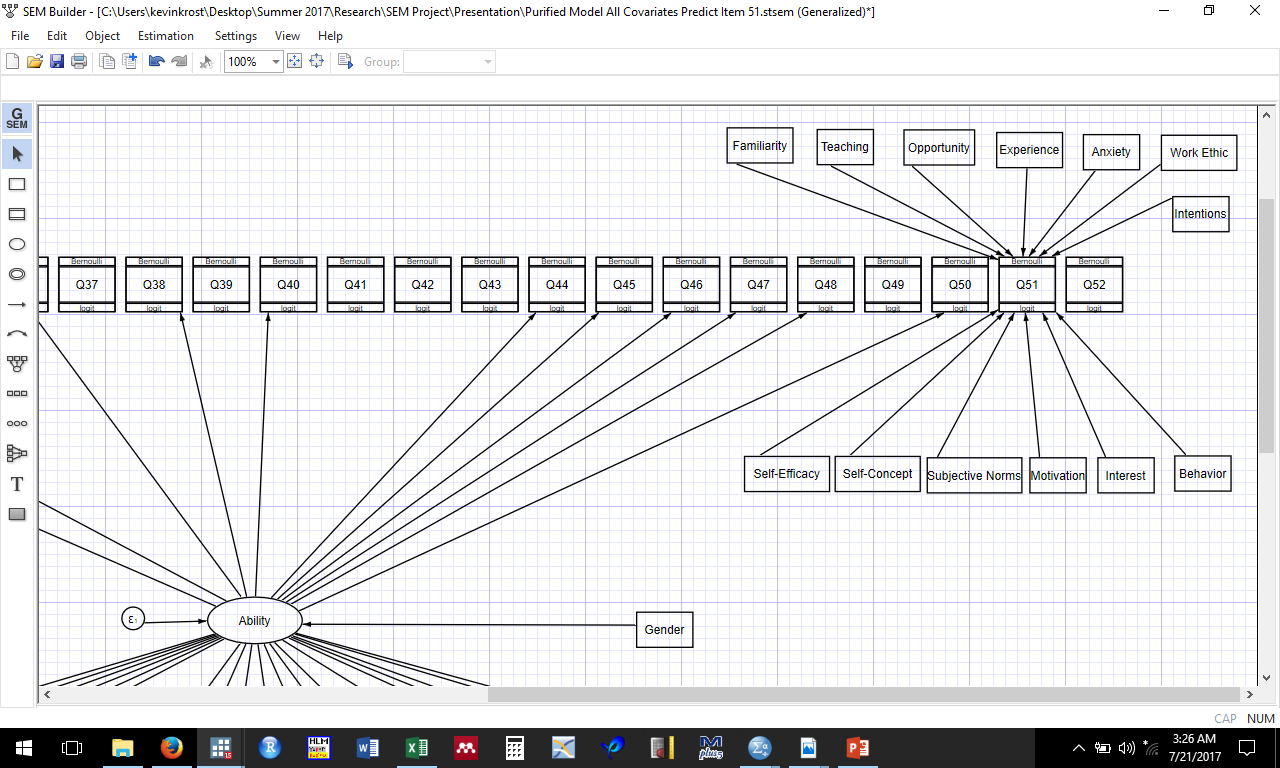 SEM Builder - [C:\Users\kevinkrost\Desktop\Summer 2017\Research\SEM Project\Presentation\Purified Model All Covariates Predict Item 51.stsem (Generalized)*]
File Edit Object Estimation Settings View Help
100% Group:
G
SEM
T
Familiarity Teaching Opportunity Experience Anxiety Work Ethic
Intentions
Bernoulli Bernoulli Bernoulli Bernoulli Bernoulli Bernoulli Bernoulli Bernoulli Bernoulli Bernoulli Bernoulli Bernoulli Bernoulli Bernoulli Bernoulli Bernoulli
Q37 Q38 Q39 Q40 Q41 Q42 Q43 Q44 Q45 Q46 Q47 Q48 Q49 Q50 Q51 Q52
logit logit logit logit logit logit logit logit logit logit logit logit logit logit logit logit
Self-Efficacy Self-Concept Subjective Norms Motivation Interest Behavior
ε1 Ability Gender
CAP NUM
15 R HLM W X M plus Σα P
3:26 AM
7/21/2017